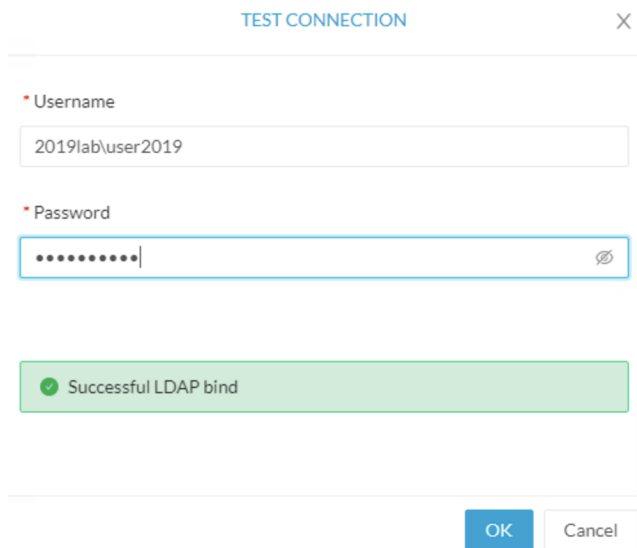 TEST CONNECTION
* Username
2019lab\user2019
* Password
••••••••••
Successful LDAP bind
OK
Cancel